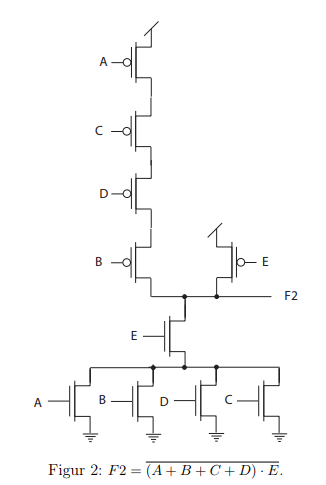 A
C
D
B
E
F2
E
A
B
D
C
Figur 2: $F2 = \overline{(A + B + C + D) \cdot E}$.